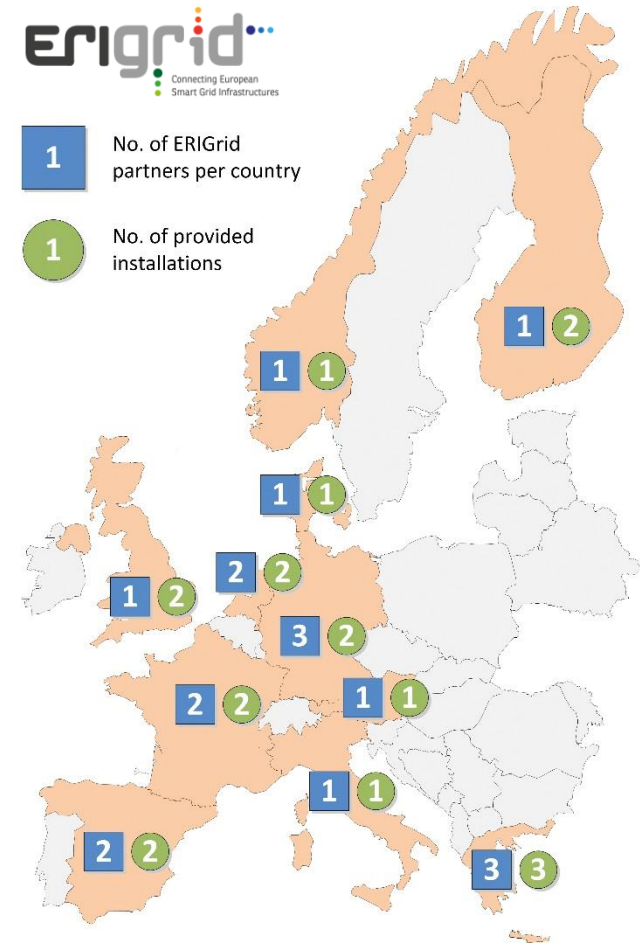 ERIgrid
Connecting European
Smart Grid Infrastructures
1
No. of ERIGrid
partners per country
1
No. of provided
installations
1 2
1 1
1 1
2 2
1 2
3 2
2 2
1 1
1 1
2 2
3 3